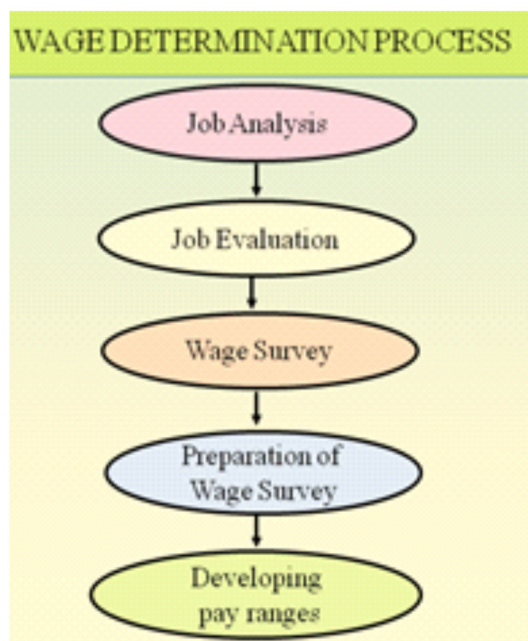 WAGE DETERMINATION PROCESS
Job Analysis
Job Evaluation
Wage Survey
Preparation of
Wage Survey
Developing
pay ranges